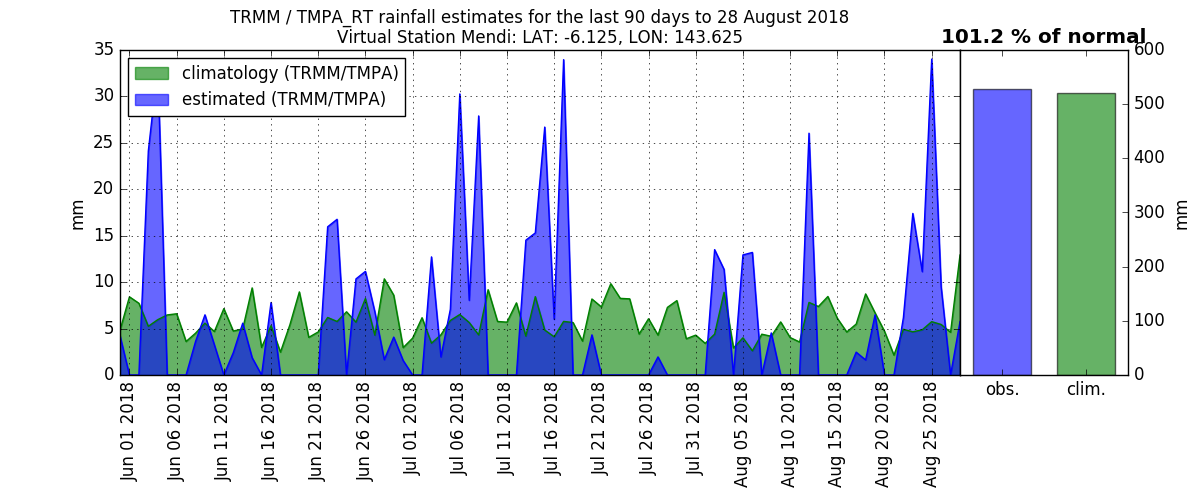 TRMM / TMPA_RT rainfall estimates for the last 90 days to 28 August 2018
Virtual Station Mendi: LAT: -6.125, LON: 143.625
101.2 % of normal
climatology (TRMM/TMPA)
estimated (TRMM/TMPA)
35
30
25
20
15
10
5
0
mm
Jun 01 2018
Jun 06 2018
Jun 11 2018
Jun 16 2018
Jun 21 2018
Jun 26 2018
Jul 01 2018
Jul 06 2018
Jul 11 2018
Jul 16 2018
Jul 21 2018
Jul 26 2018
Jul 31 2018
Aug 05 2018
Aug 10 2018
Aug 15 2018
Aug 20 2018
Aug 25 2018
600
500
400
300
200
100
0
mm
obs.
clim.